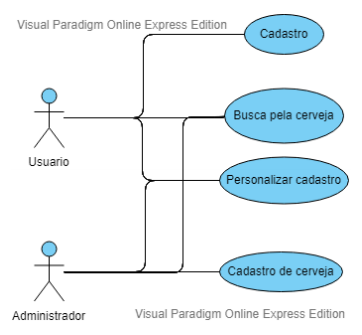 Visual Paradigm Online Express Edition
Cadastro
Busca pela cerveja
Usuario
Personalizar cadastro
Cadastro de cerveja
Administrador
Visual Paradigm Online Express Edition